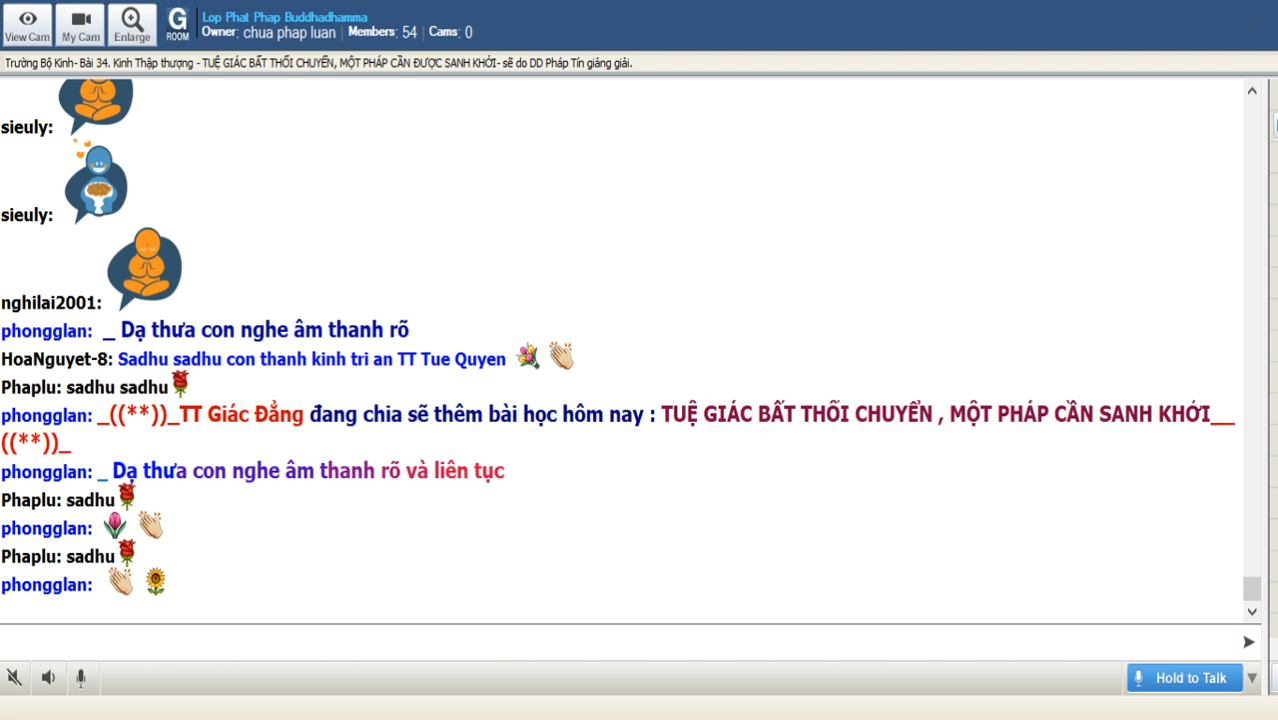 Lop Phat Phap Buddhadhamma
Owner: chua phap luan | Members: 54 | Cams: 0
View Cam
My Cam
Enlarge
G ROOM
Trường Bộ Kinh- Bài 34. Kinh Thập thượng - TUỆ GIÁC BẤT THỐI CHUYỂN, MỘT PHÁP CẦN ĐƯỢC SANH KHỞI- sẽ do DD Pháp Tín giảng giải.
sieuly:
sieuly:
nghilai2001:
phongglan: _ Dạ thưa con nghe âm thanh rõ
HoaNguyet-8: Sadhu sadhu con thanh kinh tri an TT Tue Quyen
Phaplu: sadhu sadhu
phongglan: _((**))_TT Giác Đẳng đang chia sẽ thêm bài học hôm nay : TUỆ GIÁC BẤT THỐI CHUYỂN , MỘT PHÁP CẦN SANH KHỞI__
((**))_
phongglan: _ Dạ thưa con nghe âm thanh rõ và liên tục
Phaplu: sadhu
phongglan:
Phaplu: sadhu
phongglan:
Hold to Talk